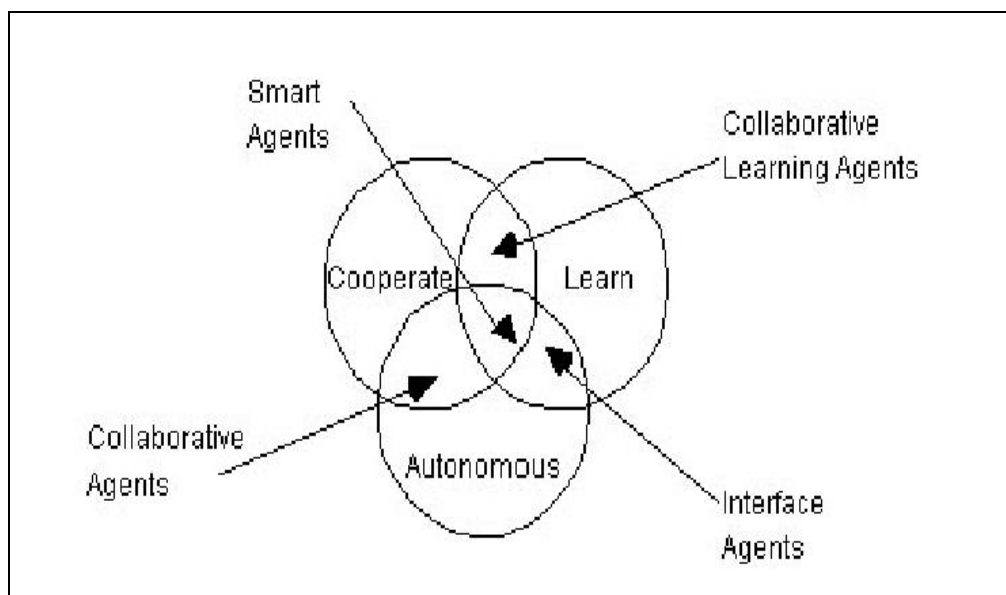 Smart
Agents
Collaborative
Learning Agents
Cooperate
Learn
Collaborative
Agents
Autonomous
Interface
Agents